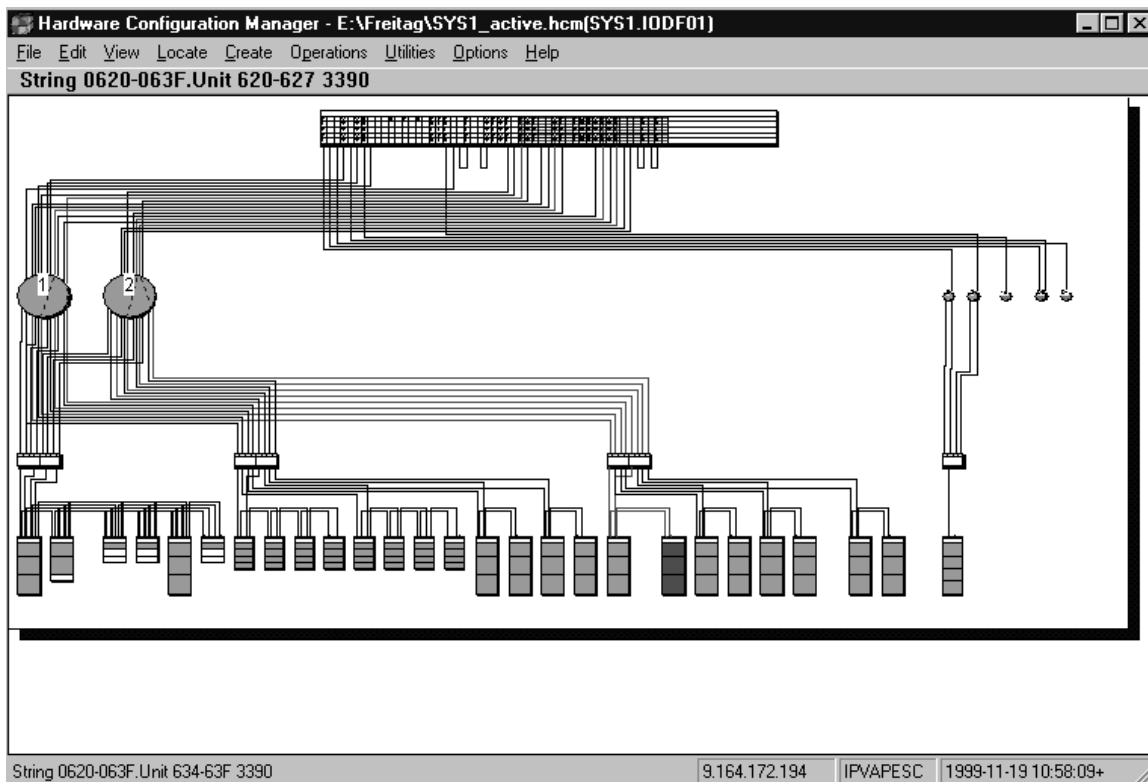 Hardware Configuration Manager - E:\Freitag\SYS1_active.hcm(SYS1.IODF01)
File Edit View Locate Create Operations Utilities Options Help
String 0620-063F.Unit 620-627 3390
1 2
String 0620-063F.Unit 634-63F 3390 9.164.172.194 IPVAPESC 1999-11-19 10:58:09+